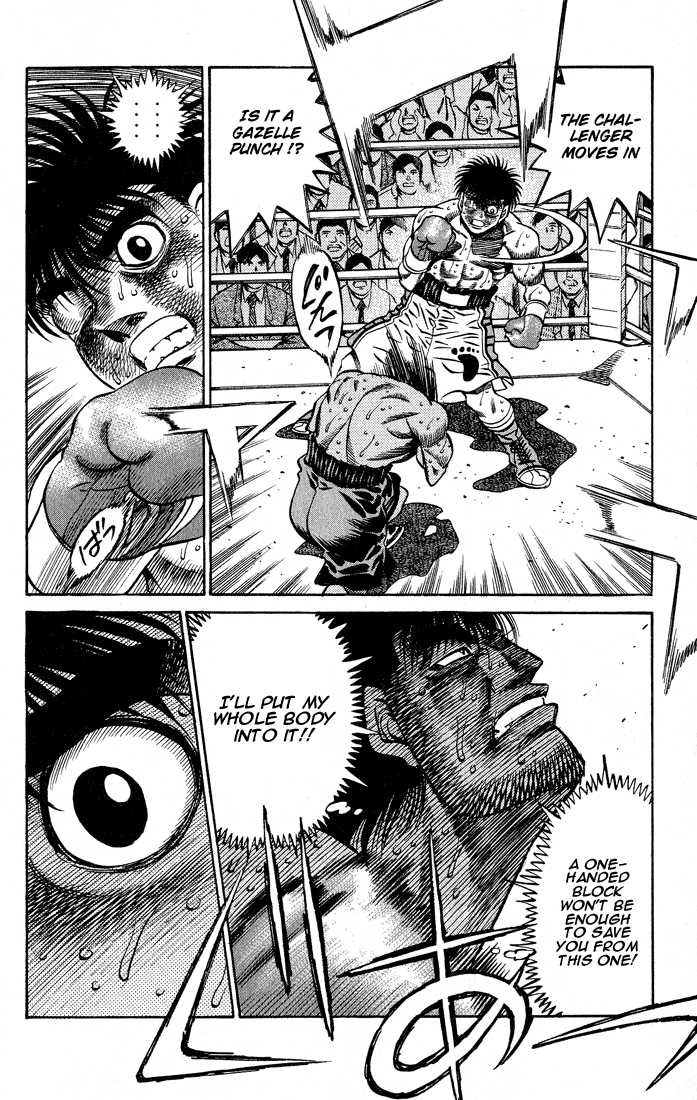 THE CHAL-
LENGER
MOVES IN
IS IT A
GAZELLE
PUNCH !?
ぐんっ
ばっ
I'LL PUT MY
WHOLE BODY
INTO IT!!
A ONE-
HANDED
BLOCK
WON'T BE
ENOUGH
TO SAVE
YOU FROM
THIS ONE!